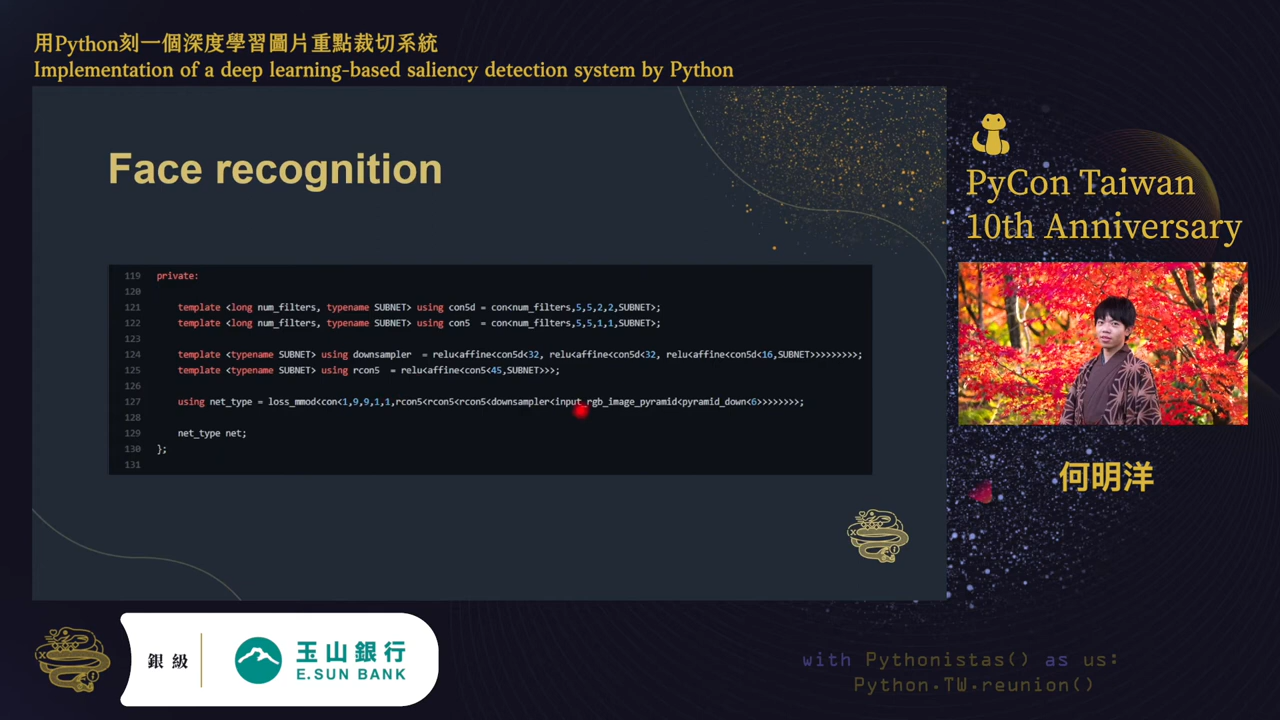 用Python刻一個深度學習圖片重點裁切系統
Implementation of a deep learning-based saliency detection system by Python
Face recognition
119 private:
120
121 template <long num_filters, typename SUBNET> using con5d = con<num_filters,5,5,2,2,SUBNET>;
122 template <long num_filters, typename SUBNET> using con5 = con<num_filters,5,5,1,1,SUBNET>;
123
124 template <typename SUBNET> using downsampler = relu<affine<con5d<32, relu<affine<con5d<32, relu<affine<con5d<16,SUBNET>>>>>>>>>;
125 template <typename SUBNET> using rcon5 = relu<affine<con5<45,SUBNET>>>;
126
127 using net_type = loss_mmod<con<1,9,9,1,1,rcon5<rcon5<rcon5<downsampler<input_rgb_image_pyramid<pyramid_down<6>>>>>>>>;
128
129 net_type net;
130 };
131
PyCon Taiwan
10th Anniversary
何明洋
銀級
玉山銀行
E.SUN BANK
with Pythonistas() as us:
Python.TW.reunion()